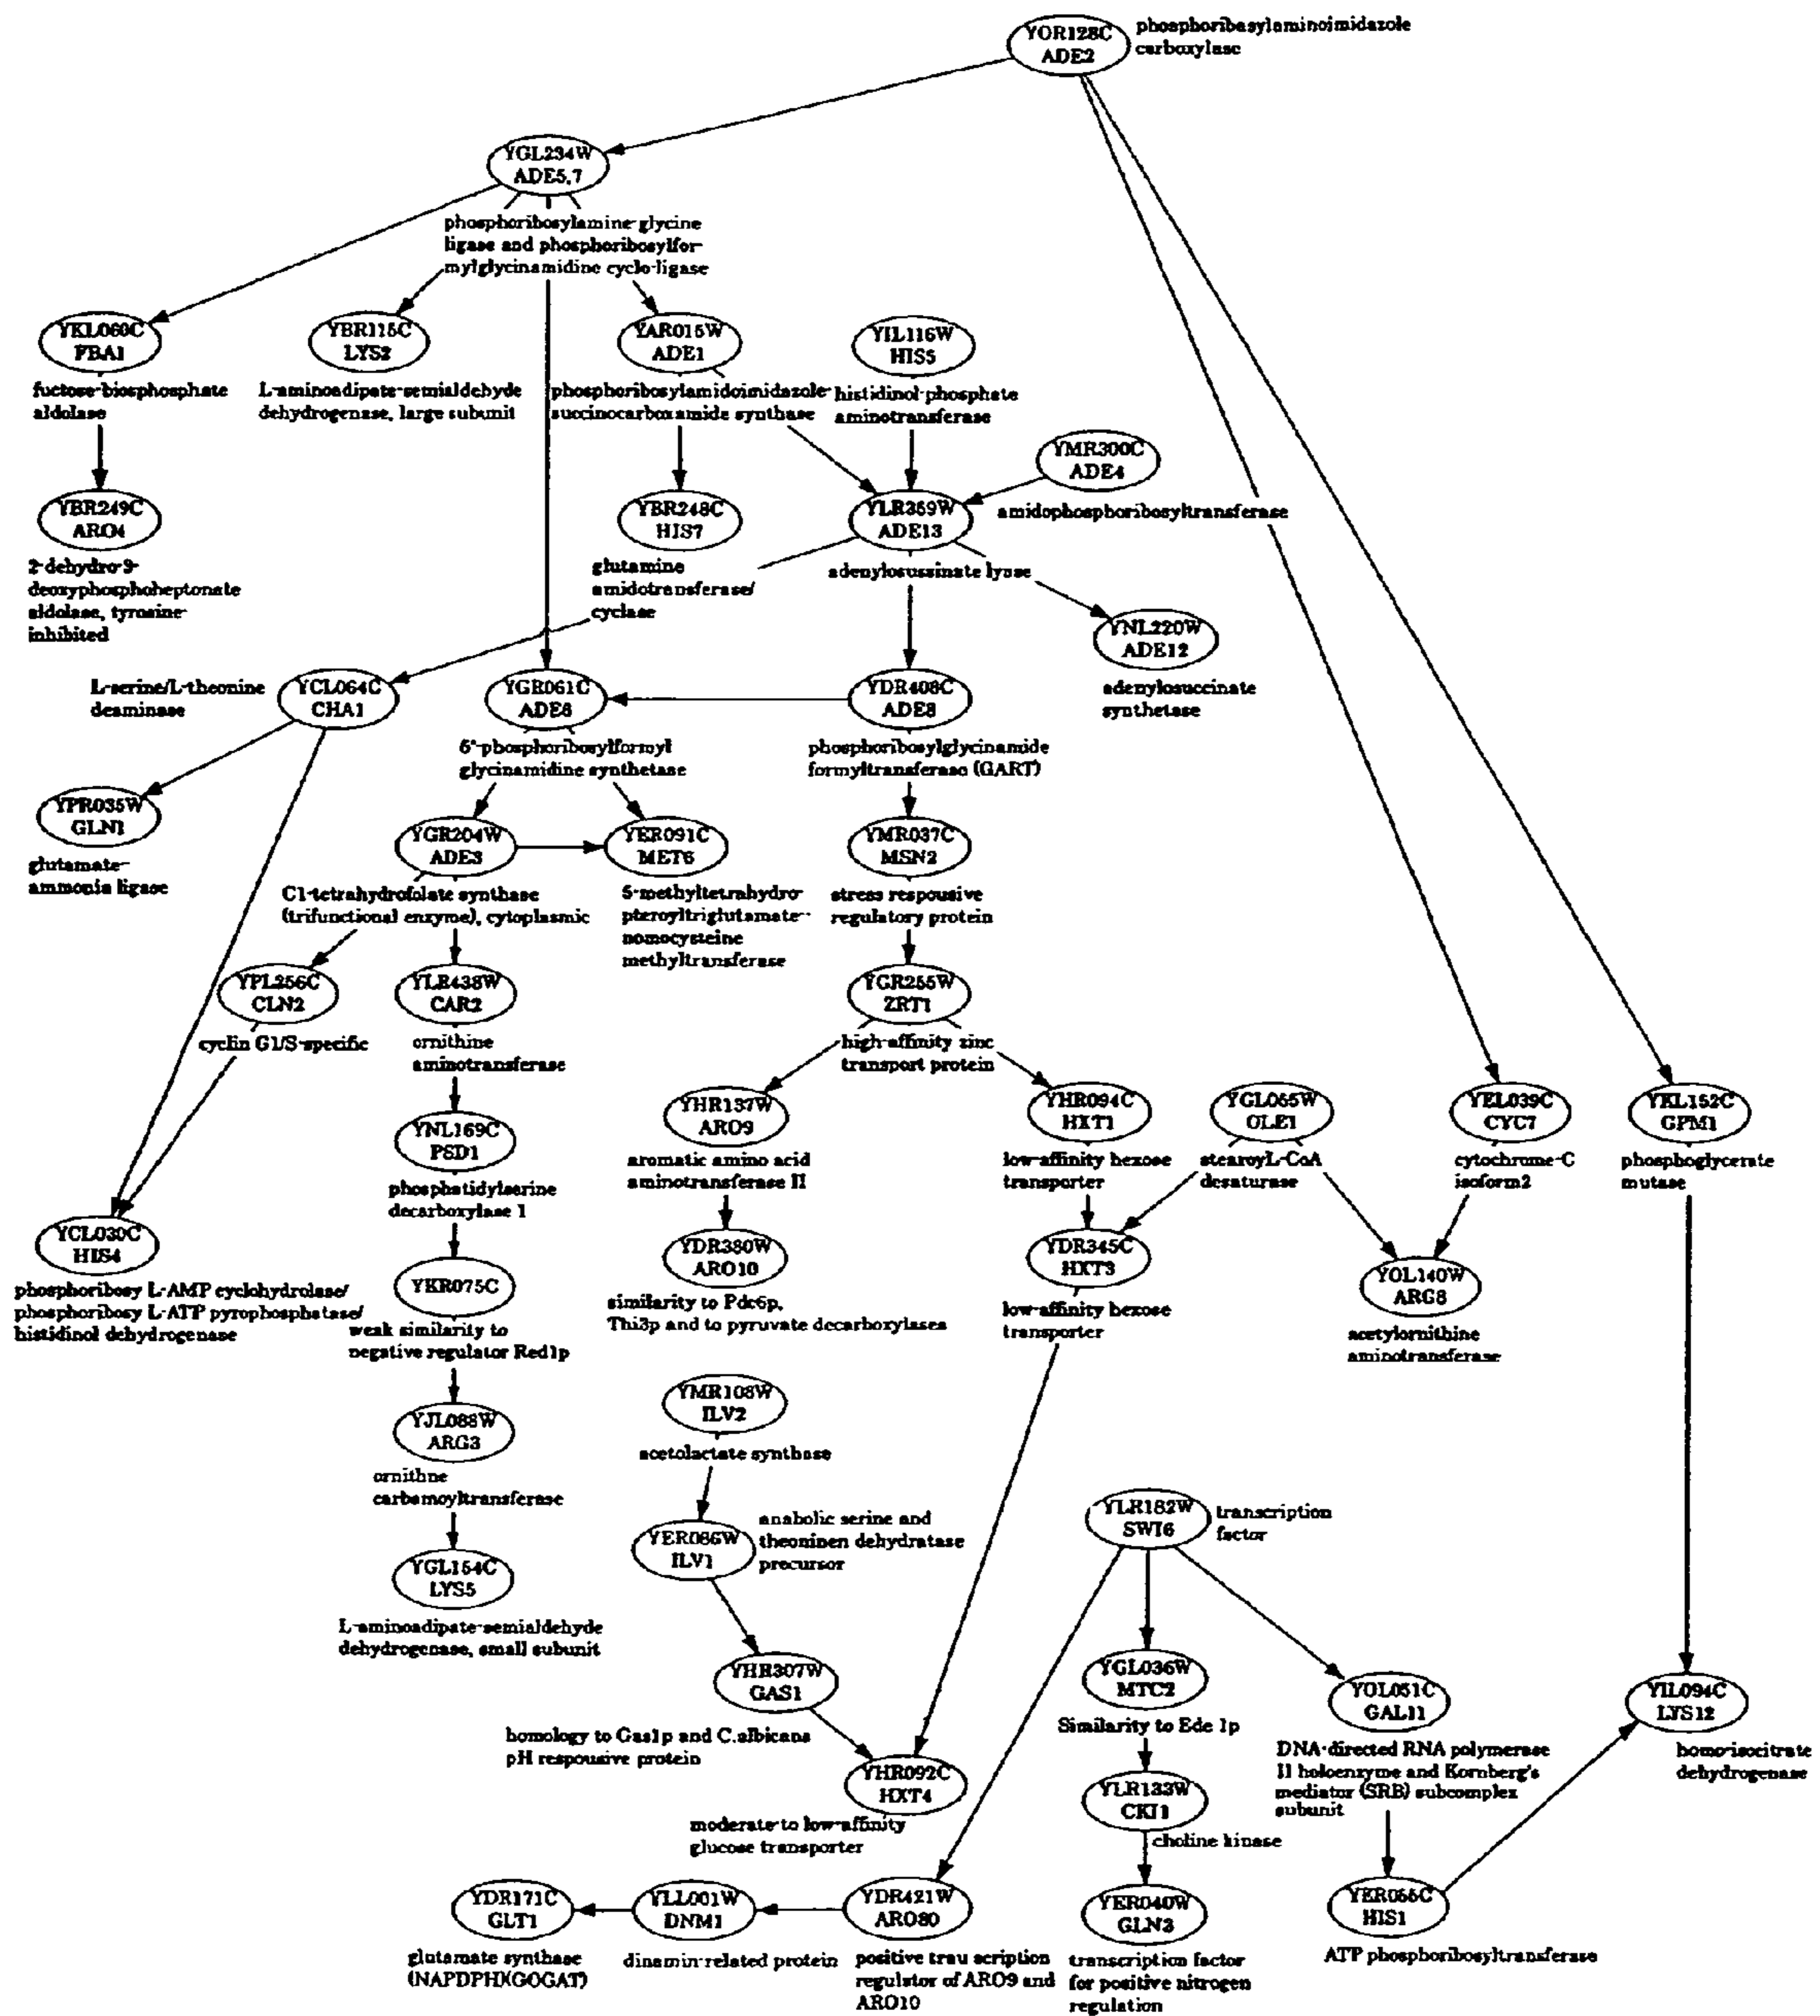 YOR128C
ADE2
phosphoribasylaminoimidazole
carboxylase
YGL234W
ADE5,7
phosphoribosylamine-glycine
ligase and phosphoribosylfor-
mylglycinamidine cyclo-ligase
YKL060C
FBA1
fuctose-biosphosphate
aldolase
YBR115C
LYS2
L-aminoadipate-semialdehyde
dehydrogenase, large subunit
YAR015W
ADE1
phosphoribosylamidoimidazole-
succinocarboxamide synthase
YIL116W
HIS5
histidinol-phosphate
aminotransferase
YMR300C
ADE4
amidophosphoribosyltransferase
YBR249C
ARO4
2-dehydro-3-
deoxyphosphoheptonate
aldolase, tyrosine-
inhibited
YBR248C
HIS7
glutamine
amidotransferase/
cyclase
YLR359W
ADE13
adenylosussinate lyase
YNL220W
ADE12
adenylosuccinate
synthetase
L-serine/L-theonine
deaminase
YCL064C
CHA1
YGR061C
ADE6
6'-phosphoribosylformyl
glycinamidine synthetase
YDR408C
ADE8
phosphoribosylglycinamide
formyltransferase (GART)
YPR035W
GLN1
glutamate-
ammonia ligase
YGR204W
ADE3
C1-tetrahydrofolate synthase
(trifunctional enzyme), cytoplasmic
YER091C
MET6
5-methyltetrahydro-
pteroyltriglutamate--
nomocysteine
methyltransferase
YMR037C
MSN2
stress respousive
regulatory protein
YPL256C
CLN2
cyclin G1/S-specific
YLR438W
CAR2
ornithine
aminotransferase
YGR255W
ZRT1
high-affinity zinc
transport protein
YNL169C
PSD1
phosphatidylserine
decarboxylase 1
YHR137W
ARO9
aromatic amino acid
aminotransferase II
YHR094C
HXT1
low-affinity hexose
transporter
YGL055W
OLE1
stearoyL-CoA
desaturase
YEL039C
CYC7
cytochrome-C
isoform2
YKL152C
GPM1
phosphoglycerate
mutase
YCL030C
HIS4
phosphoribosy L-AMP cyclohydrolase/
phosphoribosy L-ATP pyrophosphatase/
histidinol dehydrogenase
YKR075C
weak similarity to
negative regulator Red1p
YDR380W
ARO10
similarity to Pdc6p,
Thi3p and to pyruvate decarboxylases
YDR345C
HXT3
low-affinity hexose
transporter
YOL140W
ARG8
acetylornithine
aminotransferase
YJL088W
ARG3
ornithne
carbamoyltransferase
YMR108W
ILV2
acetolactate synthase
YER086W
ILV1
anabolic serine and
theoninen dehydratase
precursor
YLR182W
SWI6
transcription
factor
YGL154C
LYS5
L-aminoadipate-semialdehyde
dehydrogenase, small subunit
YHR307W
GAS1
homology to Gas1p and C.albicans
pH respousive protein
YGL036W
MTC2
Similarity to Ede 1p
YOL051C
GAL11
DNA-directed RNA polymerase
II holoenzyme and Kornberg's
mediator (SRB) subcomplex
subunit
YIL094C
LYS12
homo-isocitrate
dehydrogenase
YHR092C
HXT4
moderate to low-affinity
glucose transporter
YLR133W
CKI1
choline kinase
YDR171C
GLT1
glutamate synthase
(NAPDPH)(GOGAT)
YLL001W
DNM1
dinamin-related protein
YDR421W
ARO80
positive trau scription
regulator of ARO9 and
ARO10
YER040W
GLN3
transcription factor
for positive nitrogen
regulation
YER055C
HIS1
ATP phosphoribosyltransferase